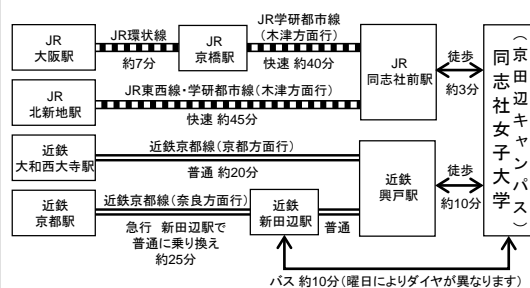 JR
大阪駅
JR環状線
約7分
JR
京橋駅
JR学研都市線
（木津方面行）
快速 約40分
JR
同志社前駅
徒歩
約3分
JR
北新地駅
JR東西線・学研都市線（木津方面行）
快速 約45分
近鉄
大和西大寺駅
近鉄京都線（京都方面行）
普通 約20分
近鉄
興戸駅
徒歩
約10分
近鉄
京都駅
近鉄京都線（奈良方面行）
急行 新田辺駅で
普通に乗り換え
約25分
近鉄
新田辺駅
普通
バス 約10分（曜日によりダイヤが異なります）
同志社女子大学
（京田辺キャンパス）